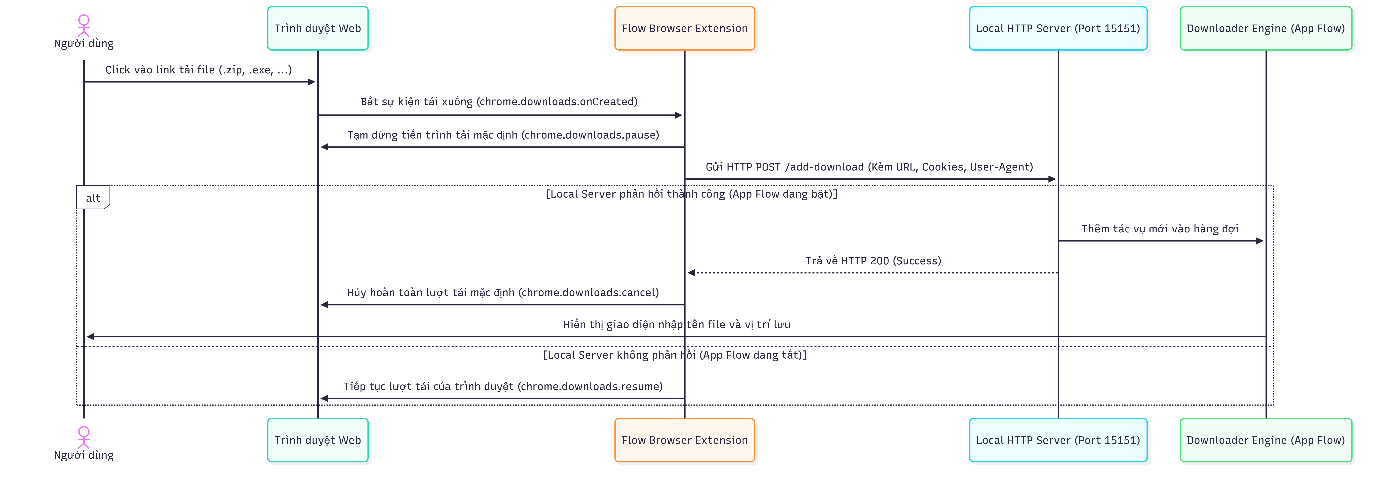 Người dùng
Trình duyệt Web
Flow Browser Extension
Local HTTP Server (Port 15151)
Downloader Engine (App Flow)
Click vào link tải file (.zip, .exe, ...)
Bắt sự kiện tải xuống (chrome.downloads.onCreated)
Tạm dừng tiến trình tải mặc định (chrome.downloads.pause)
Gửi HTTP POST /add-download (Kèm URL, Cookies, User-Agent)
alt
[Local Server phản hồi thành công (App Flow đang bật)]
Thêm tác vụ mới vào hàng đợi
Trả về HTTP 200 (Success)
Hủy hoàn toàn lượt tải mặc định (chrome.downloads.cancel)
Hiển thị giao diện nhập tên file và vị trí lưu
[Local Server không phản hồi (App Flow đang tắt)]
Tiếp tục lượt tải của trình duyệt (chrome.downloads.resume)
Người dùng
Trình duyệt Web
Flow Browser Extension
Local HTTP Server (Port 15151)
Downloader Engine (App Flow)